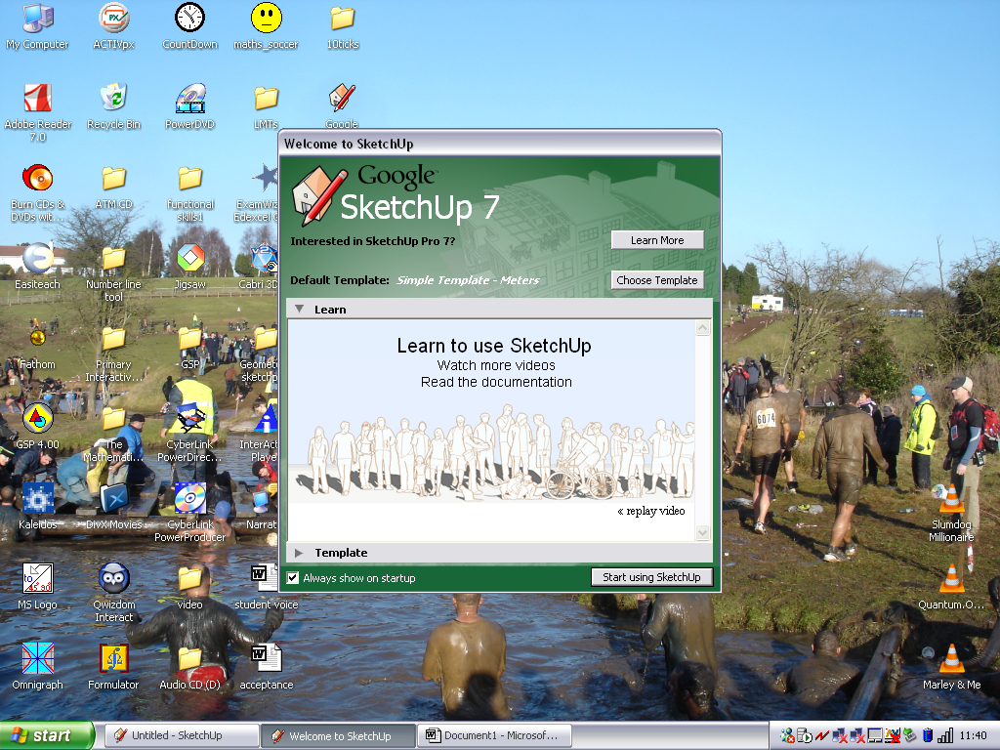 My Computer
ACTIVpx
CountDown
maths_soccer
10ticks
Adobe Reader
7.0
Recycle Bin
PowerDVD
LMTs
Google
Burn CDs &
DVDs wit...
ATM CD
functional
skills1
ExamWiz
Edexcel
Easiteach
Number line
tool
Jigsaw
Cabri 3D
v2
Fathom
Primary
Interactiv...
GSP
Geome
sketch
GSP 4.00
The
Mathemati...
CyberLink
PowerDirec...
InterAct
Playe
Kaleidos
DivX Movies
CyberLink
PowerProducer
Narrat
MS Logo
Qwizdom
Interact
video
student voice
Omnigraph
Formulator
Audio CD (D)
acceptance
Welcome to SketchUp
Google
SketchUp 7
Interested in SketchUp Pro 7?
Learn More
Default Template: Simple Template - Meters
Choose Template
Learn
Learn to use SketchUp
Watch more videos
Read the documentation
« replay video
Template
Always show on startup
Start using SketchUp
6074
Slumdog
Millionaire
Quantum.O...
Marley & Me
start
Untitled - SketchUp
Welcome to SketchUp
Document1 - Microsof...
11:40